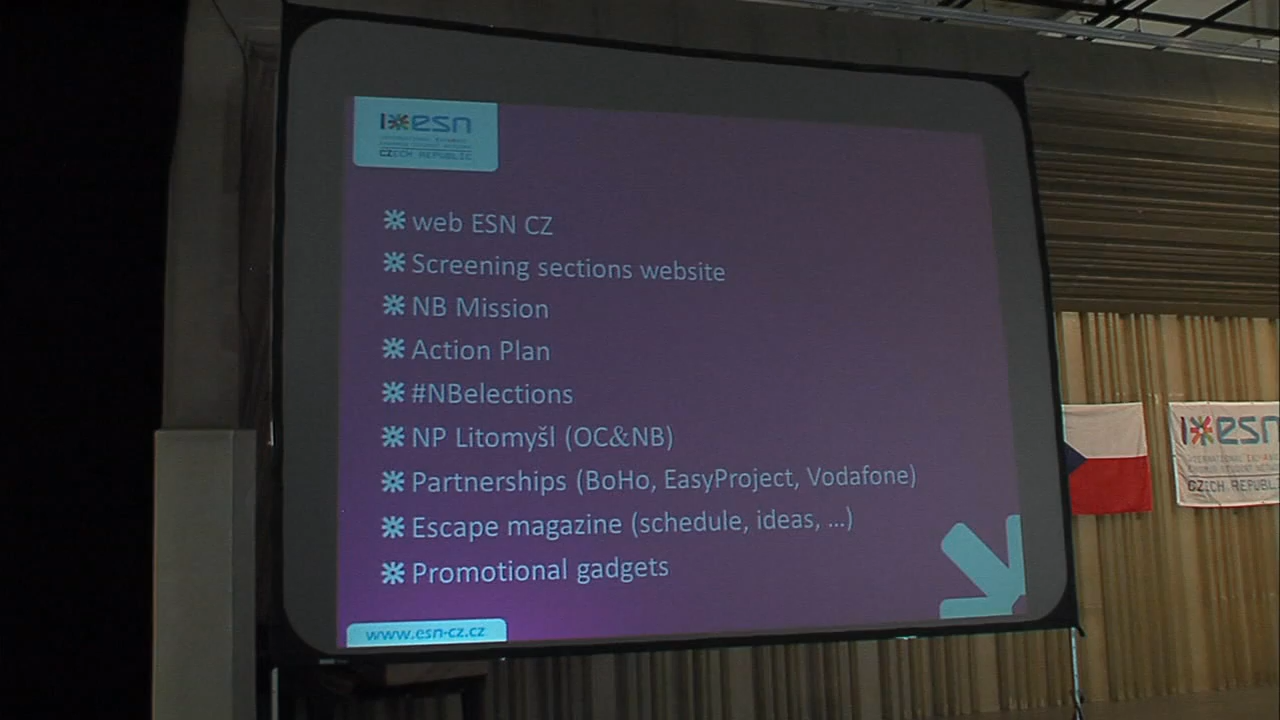 esn
CZECH REPUBLIC
web ESN CZ
Screening sections website
NB Mission
Action Plan
#NBelections
NP Litomyšl (OC&NB)
Partnerships (BoHo, EasyProject, Vodafone)
Escape magazine (schedule, ideas, ...)
Promotional gadgets
www.esn-cz.cz
esn
CZECH REPUBL